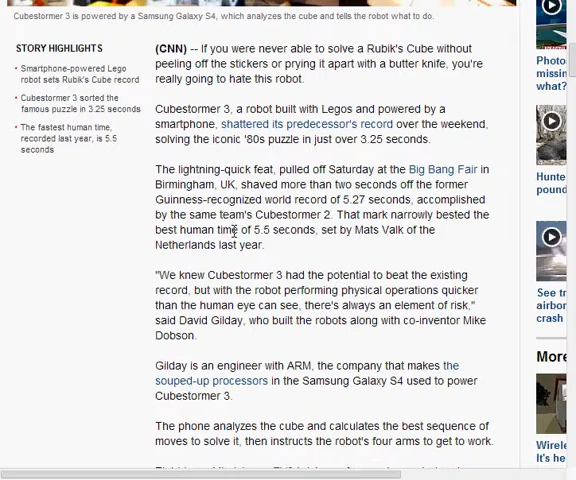 Cubestormer 3 is powered by a Samsung Galaxy S4, which analyzes the cube and tells the robot what to do.
STORY HIGHLIGHTS
• Smartphone-powered Lego
robot sets Rubik's Cube record
• Cubestormer 3 sorted the
famous puzzle in 3.25 seconds
• The fastest human time,
recorded last year, is 5.5
seconds
(CNN) -- If you were never able to solve a Rubik's Cube without
peeling off the stickers or prying it apart with a butter knife, you're
really going to hate this robot.
Cubestormer 3, a robot built with Legos and powered by a
smartphone, shattered its predecessor's record over the weekend,
solving the iconic '80s puzzle in just over 3.25 seconds.
The lightning-quick feat, pulled off Saturday at the Big Bang Fair in
Birmingham, UK, shaved more than two seconds off the former
Guinness-recognized world record of 5.27 seconds, accomplished
by the same team's Cubestormer 2. That mark narrowly bested the
best human time of 5.5 seconds, set by Mats Valk of the
Netherlands last year.
"We knew Cubestormer 3 had the potential to beat the existing
record, but with the robot performing physical operations quicker
than the human eye can see, there's always an element of risk,"
said David Gilday, who built the robots along with co-inventor Mike
Dobson.
Gilday is an engineer with ARM, the company that makes the
souped-up processors in the Samsung Galaxy S4 used to power
Cubestormer 3.
The phone analyzes the cube and calculates the best sequence of
moves to solve it, then instructs the robot's four arms to get to work.
Photo
missin
what?
Hunte
pound
See tr
airbor
crash
More
Wirele
It's he